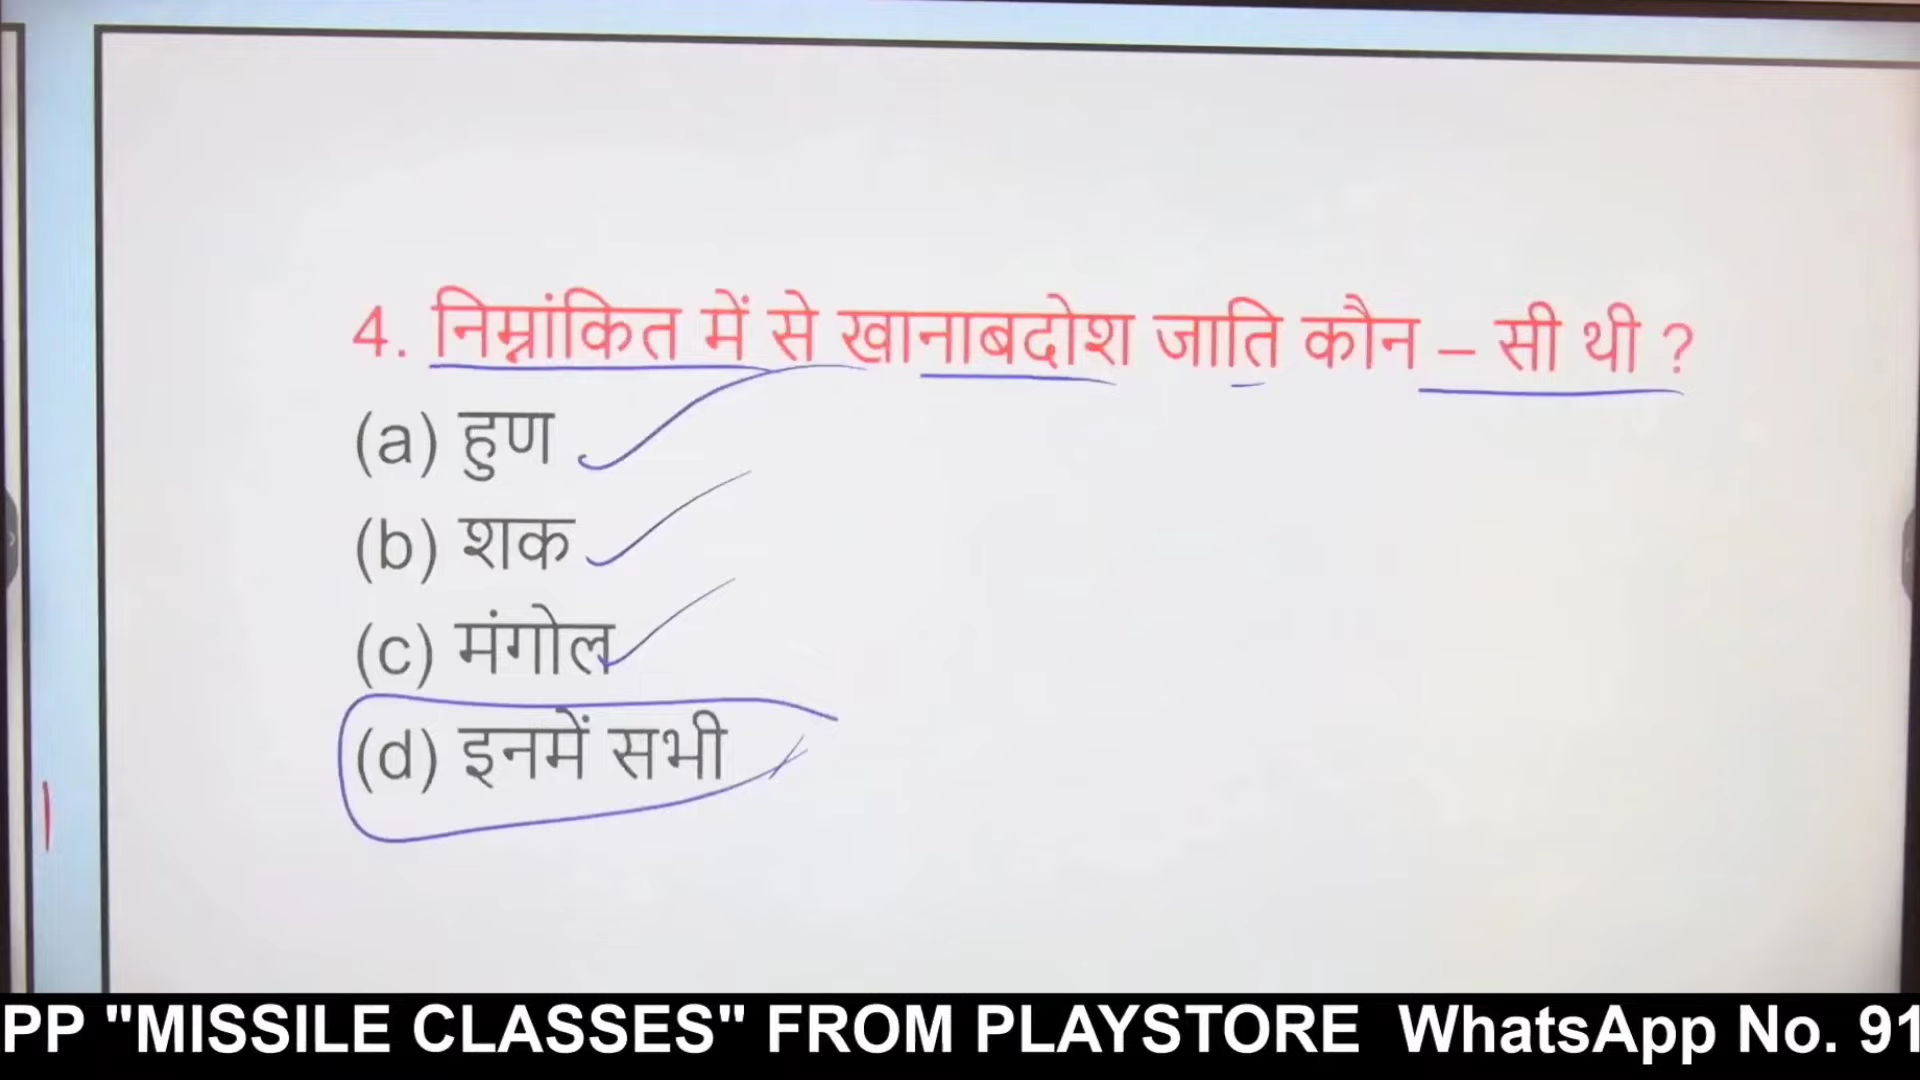 4. निम्नांकित में से खानाबदोश जाति कौन – सी थी ?
(a) हुण
(b) शक
(c) मंगोल
(d) इनमें सभी
PP "MISSILE CLASSES" FROM PLAYSTORE WhatsApp No. 91